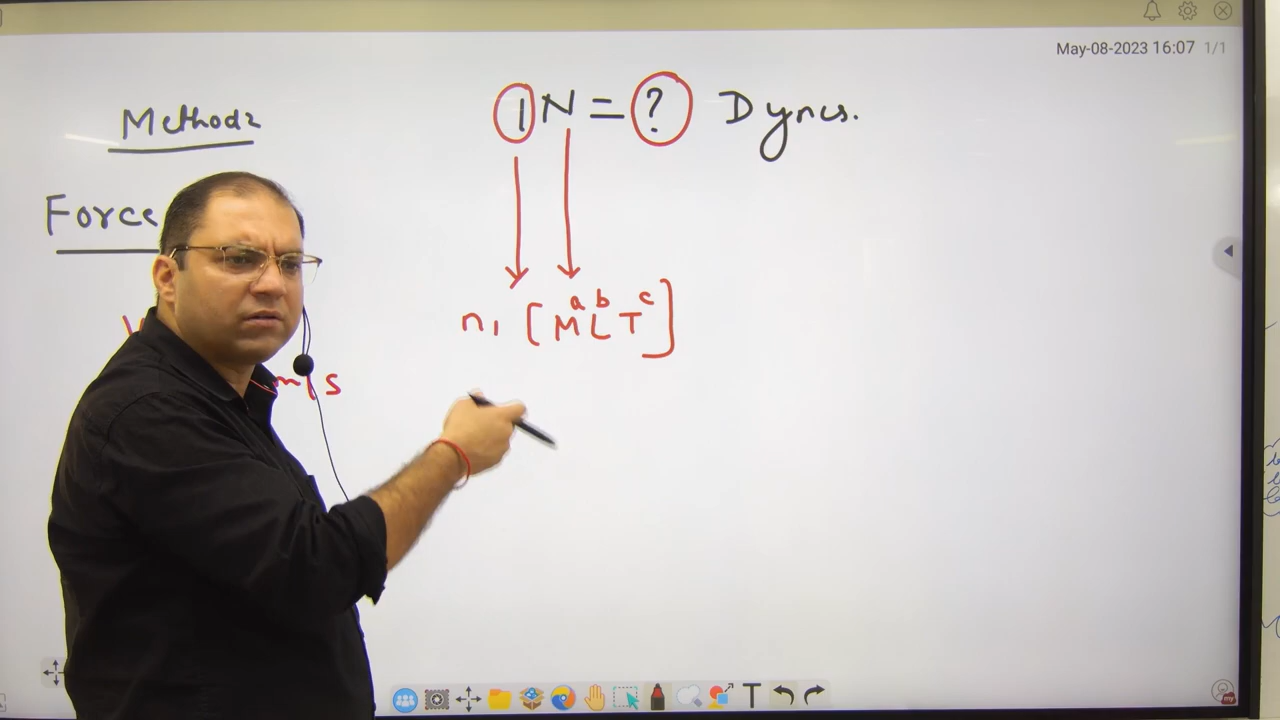 May-08-2023 16:07 1/1
Method2
1 N = ? Dynes.
Force
n₁ [M^a L^b T^c]
m/s
T